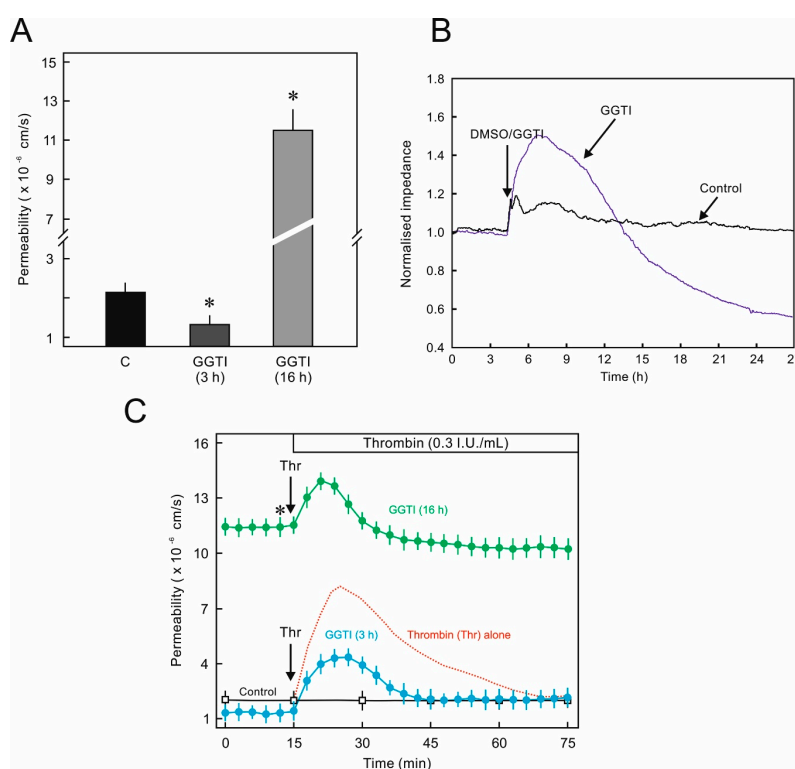 A
Permeability ( x 10 -6 cm/s)
15
13
11
9
7
3
1
*
*
C
GGTI
(3 h)
GGTI
(16 h)
B
Normalised impedance
1.8
1.6
1.4
1.2
1.0
0.8
0.6
0.4
DMSO/GGTI
GGTI
Control
0 3 6 9 12 15 18 21 24 2
Time (h)
C
Permeability ( x 10 -6 cm/s)
16
13
10
7
4
1
Thrombin (0.3 I.U./mL)
Thr
*
GGTI (16 h)
Thr
GGTI (3 h)
Thrombin (Thr) alone
Control
0 15 30 45 60 75
Time (min)